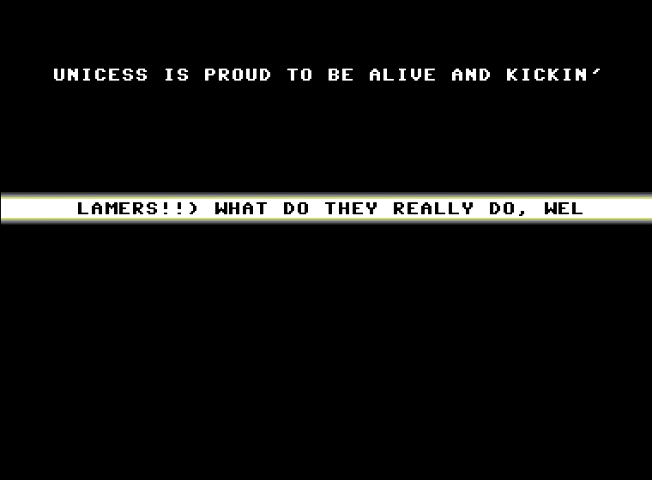 UNICESS IS PROUD TO BE ALIVE AND KICKIN'
LAMERS!!) WHAT DO THEY REALLY DO, WEL